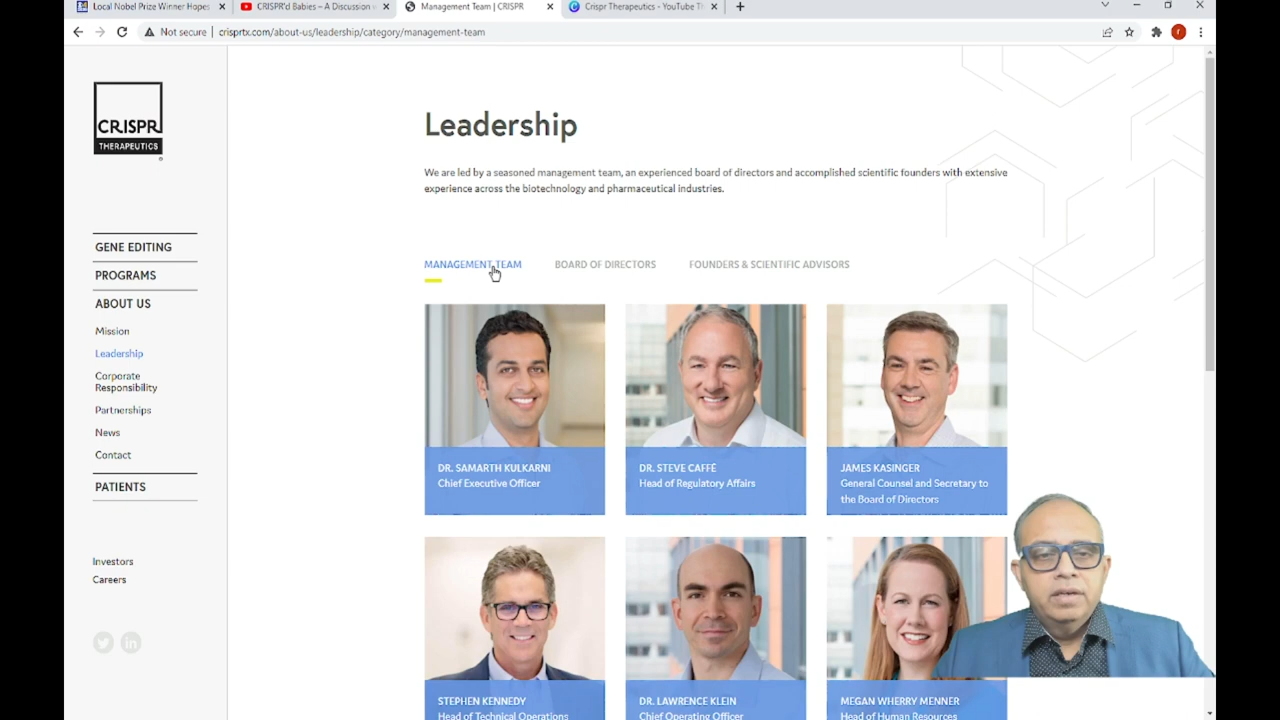 Local Nobel Prize Winner Hopes
CRISPR'd Babies – A Discussion
Management Team | CRISPR
Crispr Therapeutics - YouTube
Not secure | crisprtx.com/about-us/leadership/category/management-team
CRISPR
THERAPEUTICS
GENE EDITING
PROGRAMS
ABOUT US
Mission
Leadership
Corporate
Responsibility
Partnerships
News
Contact
PATIENTS
Investors
Careers
Leadership
We are led by a seasoned management team, an experienced board of directors and accomplished scientific founders with extensive
experience across the biotechnology and pharmaceutical industries.
MANAGEMENT TEAM
BOARD OF DIRECTORS
FOUNDERS & SCIENTIFIC ADVISORS
DR. SAMARTH KULKARNI
Chief Executive Officer
DR. STEVE CAFFÉ
Head of Regulatory Affairs
JAMES KASINGER
General Counsel and Secretary to
the Board of Directors
STEPHEN KENNEDY
Head of Technical Operations
DR. LAWRENCE KLEIN
Chief Operating Officer
MEGAN WHERRY MENNER
Head of Human Resources